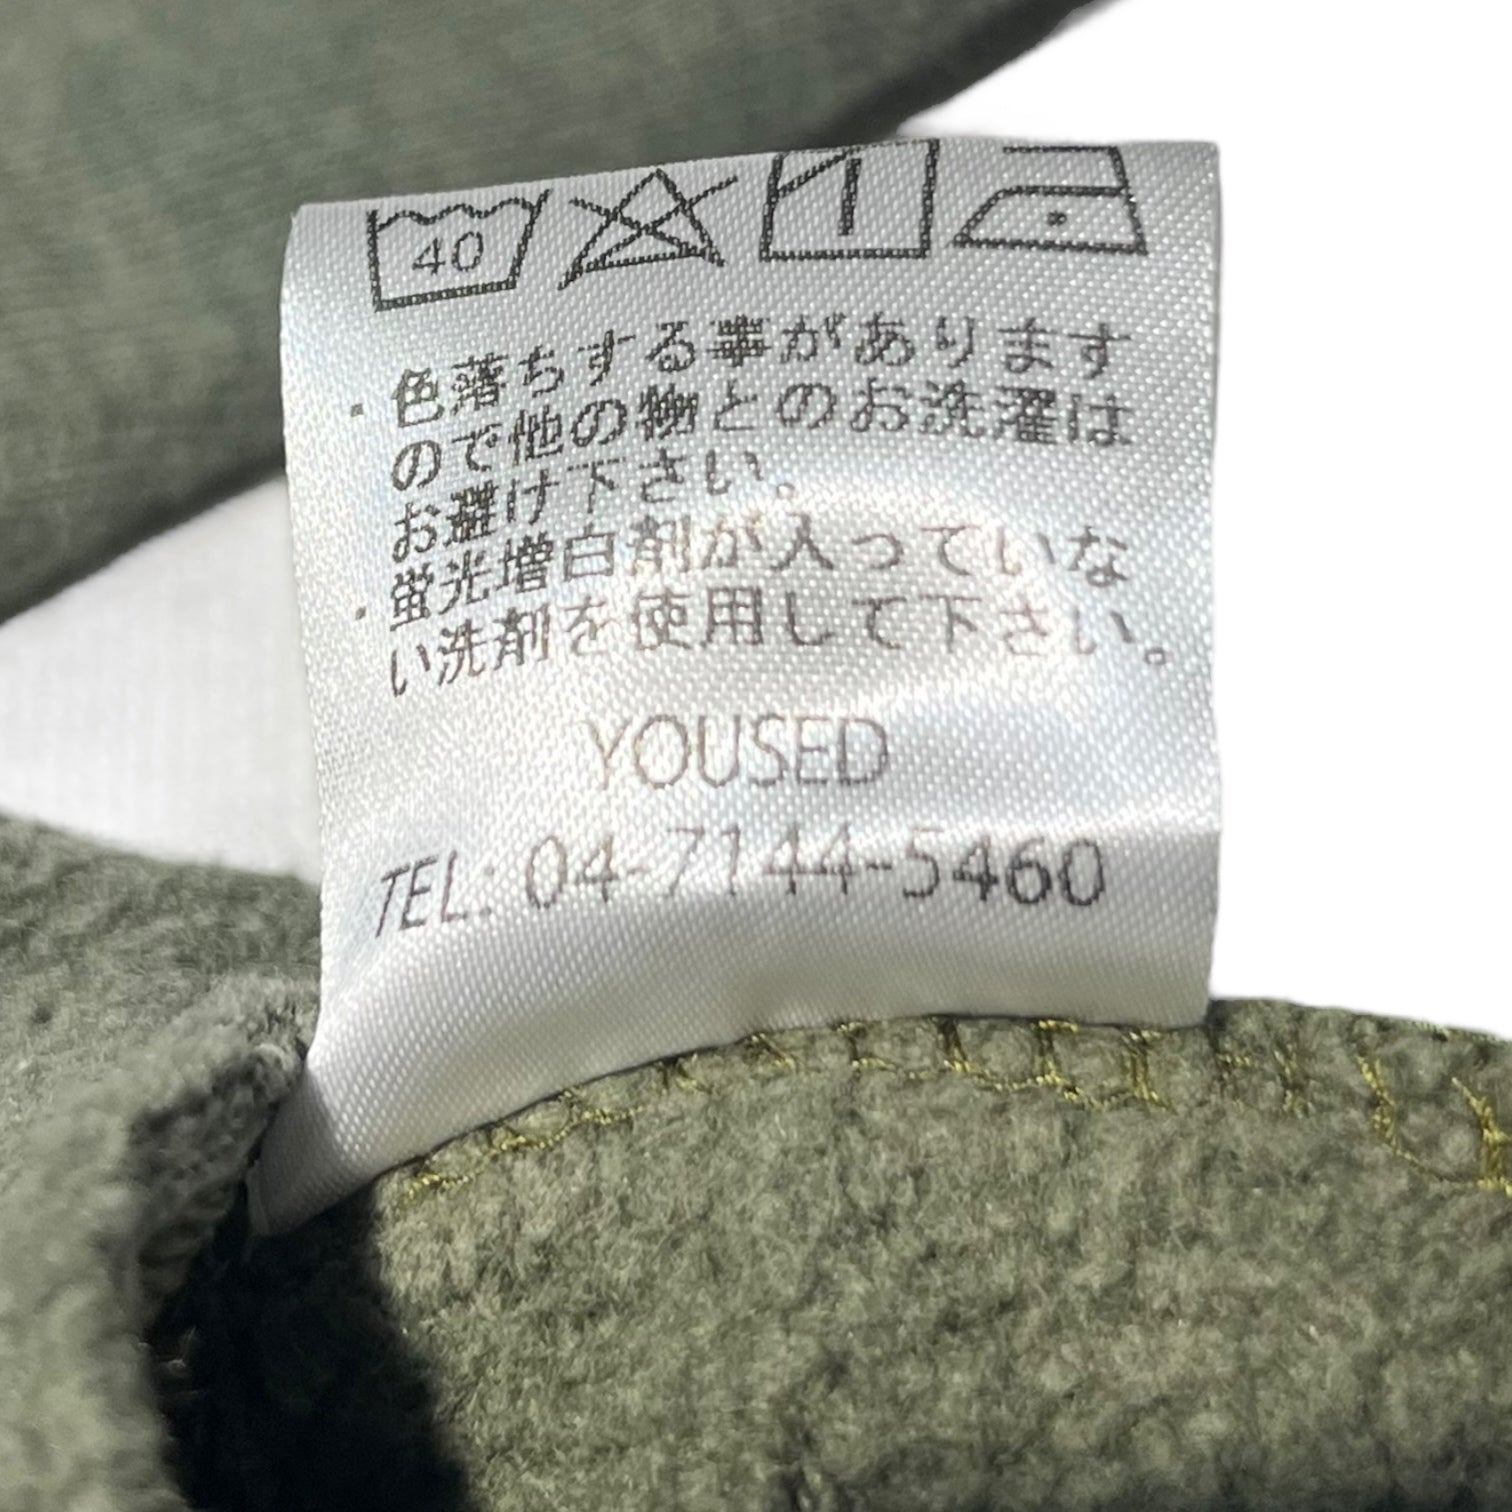 40
・色落ちする事があります
ので他の物とのお洗濯は
お避け下さい。
・蛍光増白剤が入っていな
い洗剤を使用して下さい。
YOUSED
TEL: 04-7144-5460